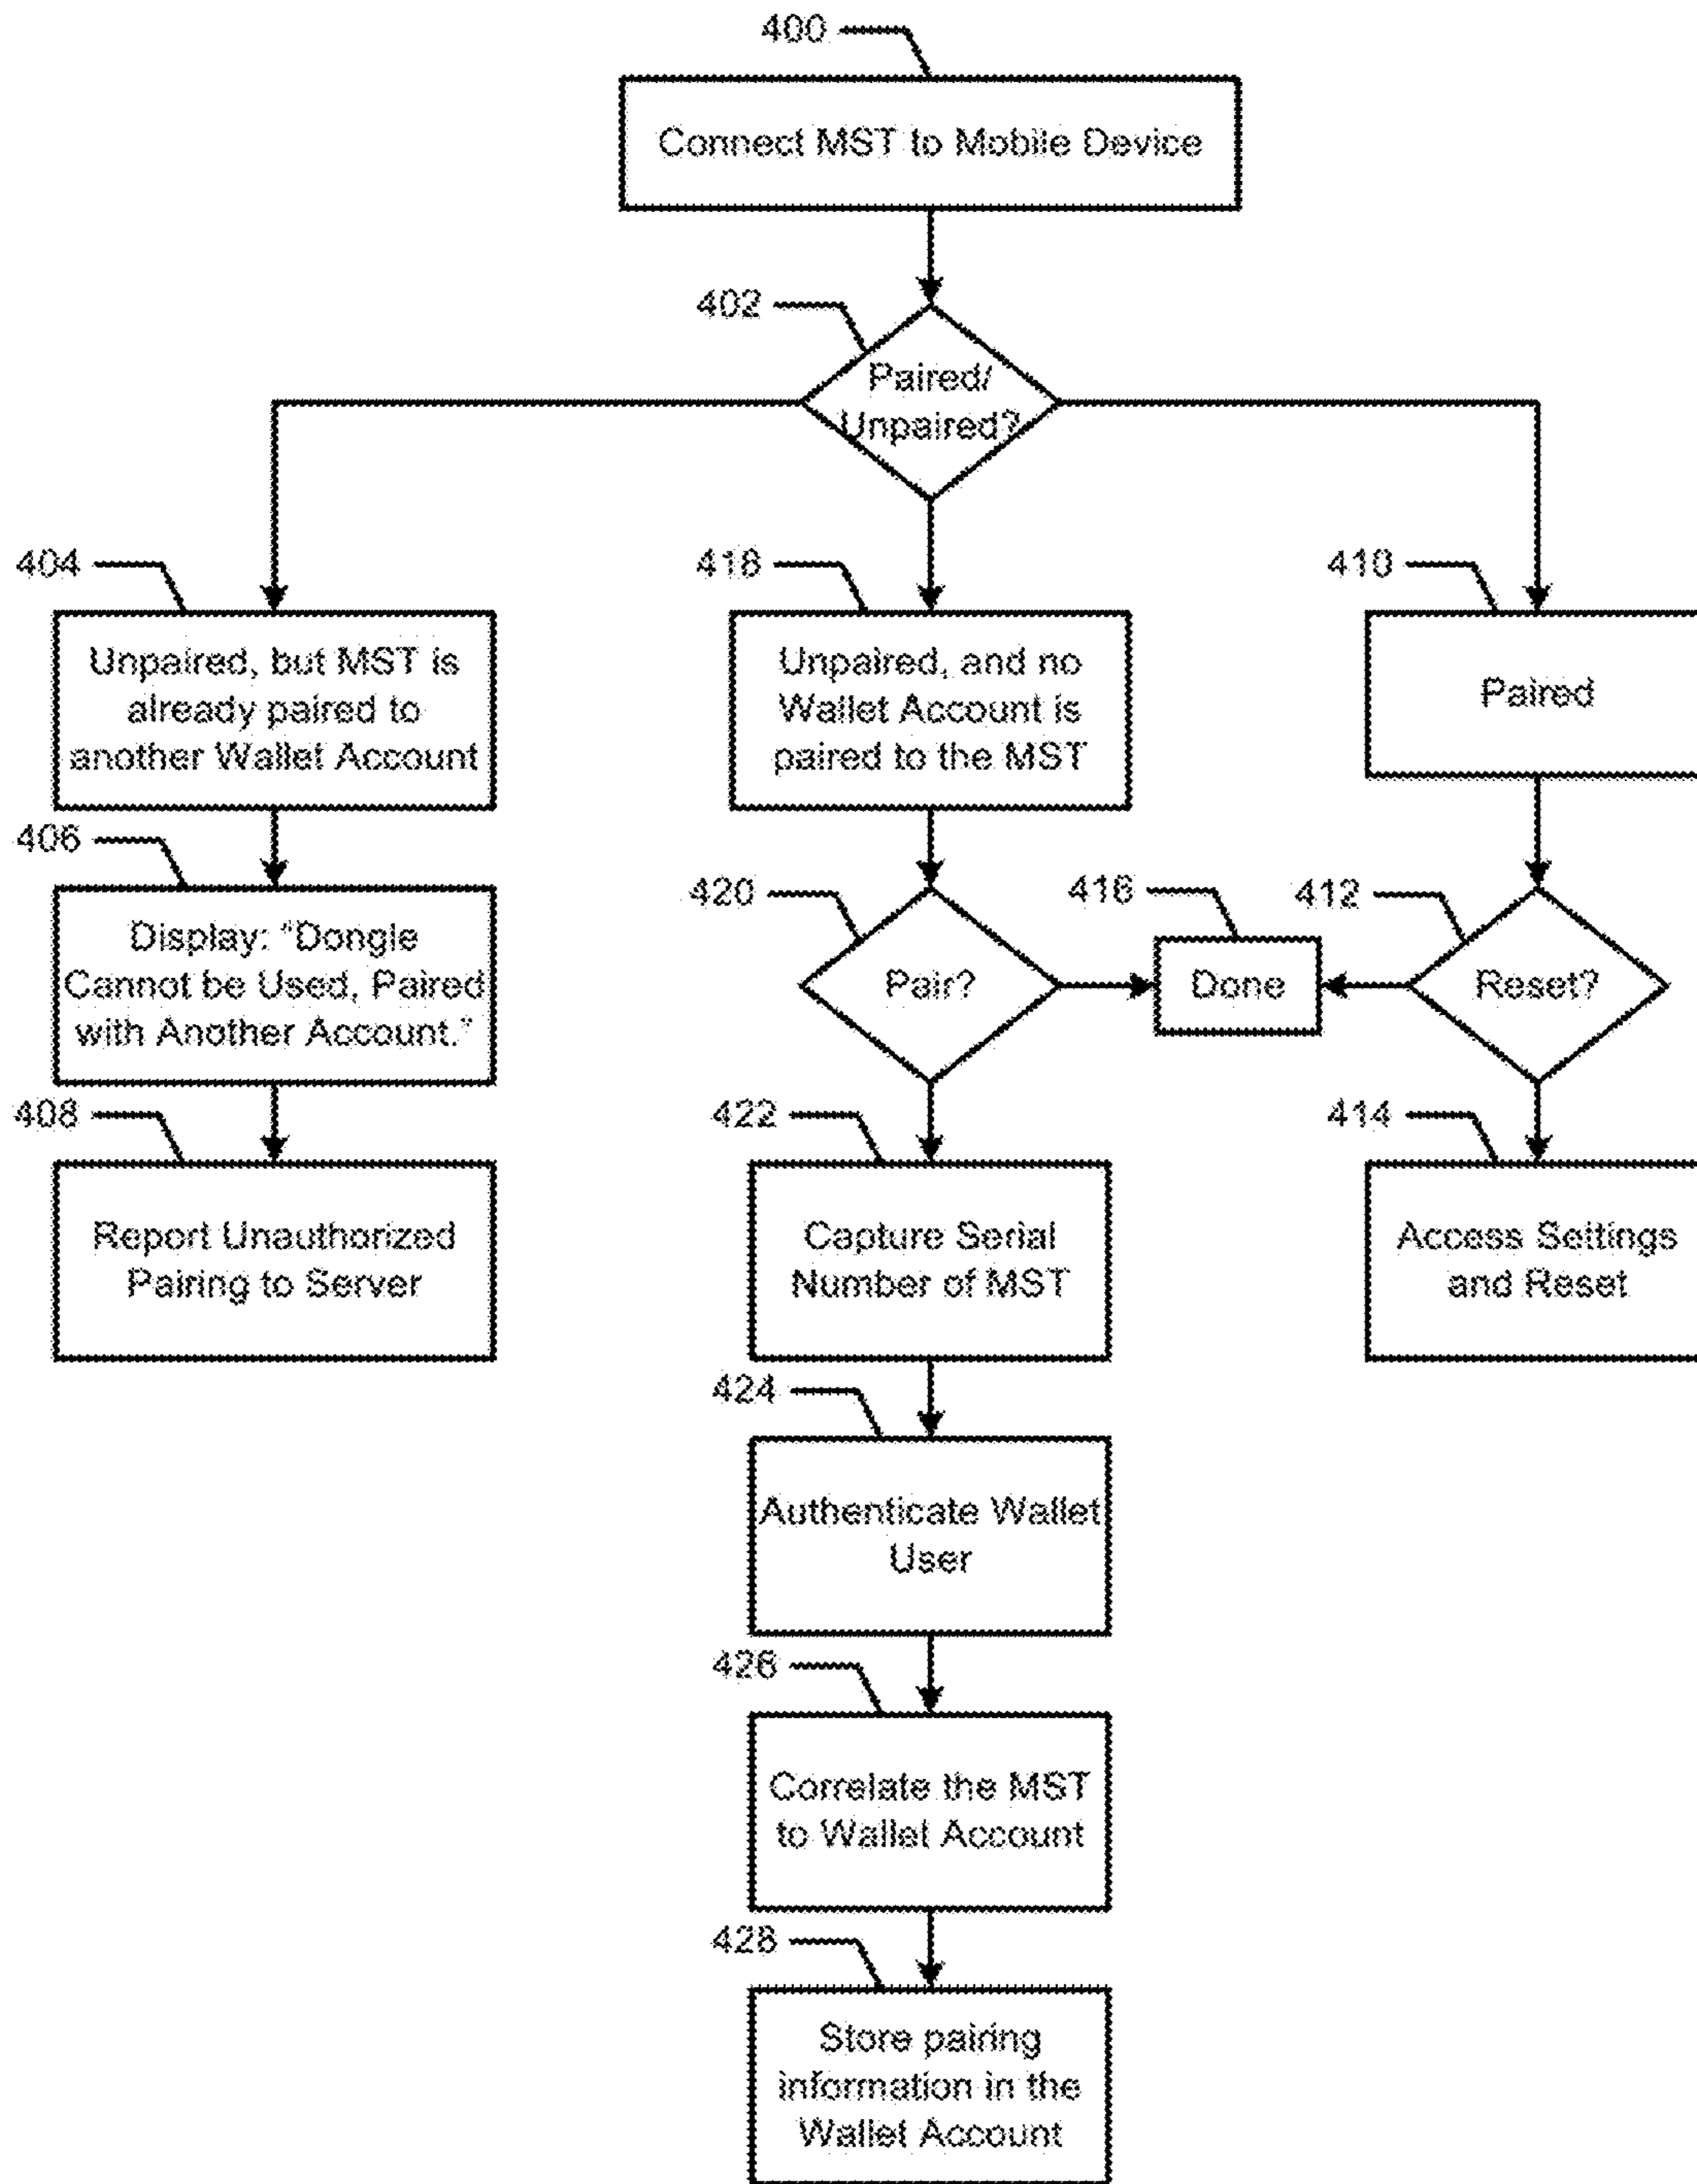 400
Connect MST to Mobile Device
402
Paired/
Unpaired?
404
Unpaired, but MST is
already paired to
another Wallet Account
406
Display: "Dongle
Cannot be Used, Paired
with Another Account."
408
Report Unauthorized
Pairing to Server
418
Unpaired, and no
Wallet Account is
paired to the MST
420
Pair?
416
Done
422
Capture Serial
Number of MST
424
Authenticate Wallet
User
426
Correlate the MST
to Wallet Account
428
Store pairing
information in the
Wallet Account
410
Paired
412
Reset?
414
Access Settings
and Reset